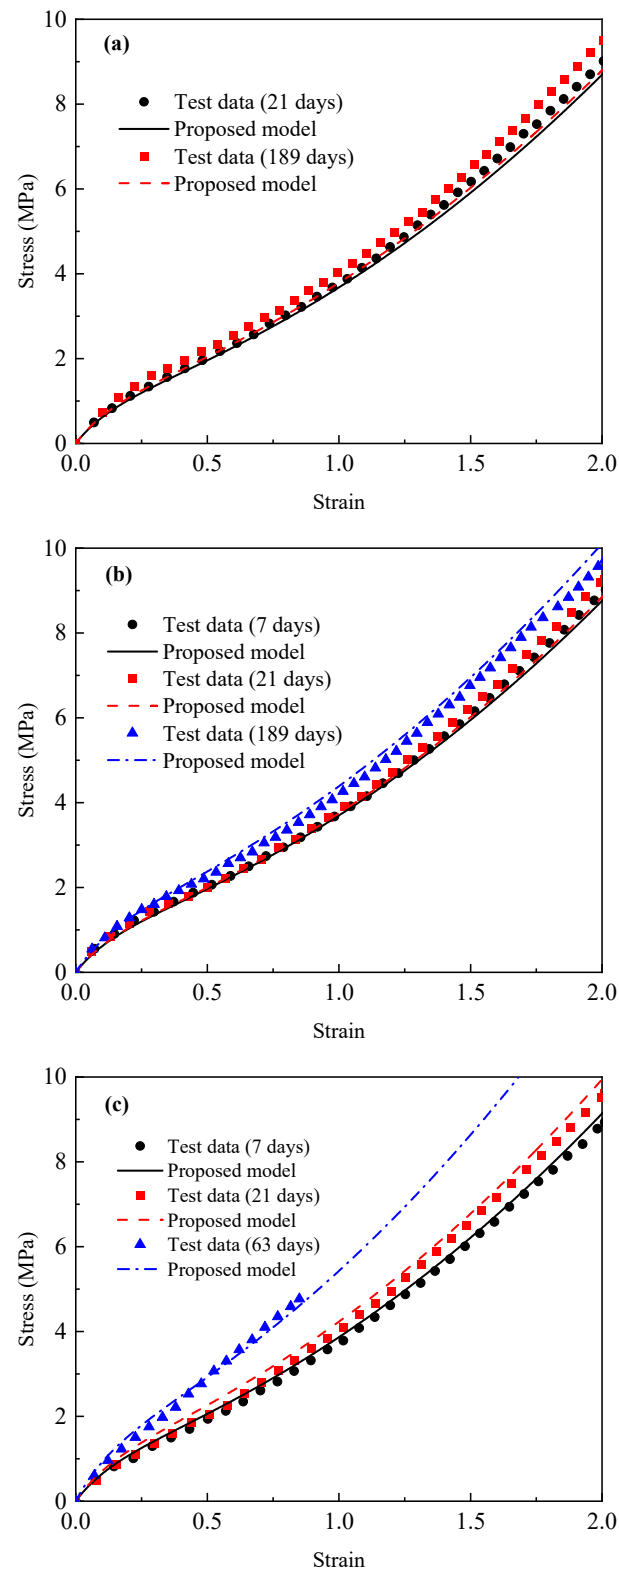 10
(a)
8
Test data (21 days)
Proposed model
Test data (189 days)
6
Proposed model
Stress (MPa)
4
2
0
0.0 0.5 1.0 1.5 2.0
Strain
10
(b)
8
Test data (7 days)
Proposed model
Test data (21 days)
6
Proposed model
Test data (189 days)
Proposed model
Stress (MPa)
4
2
0
0.0 0.5 1.0 1.5 2.0
Strain
10
(c)
8
Test data (7 days)
Proposed model
Test data (21 days)
6
Proposed model
Test data (63 days)
Proposed model
Stress (MPa)
4
2
0
0.0 0.5 1.0 1.5 2.0
Strain